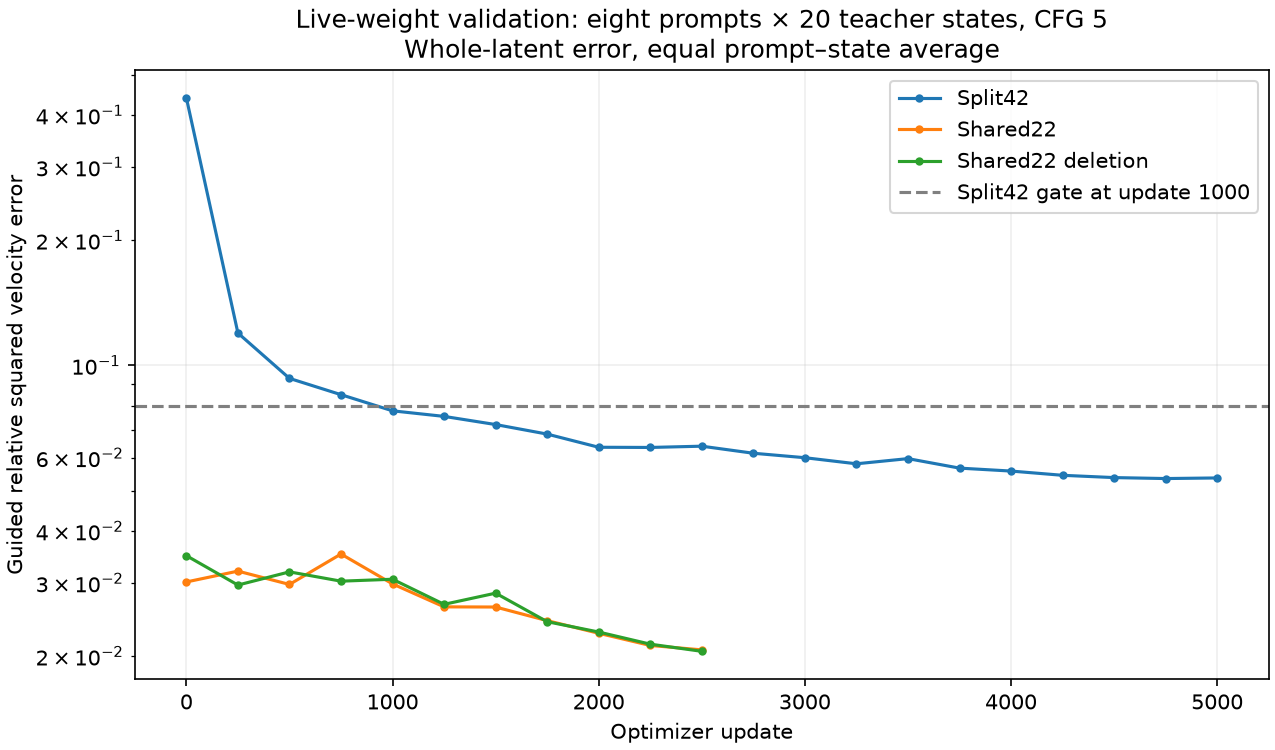 Live-weight validation: eight prompts × 20 teacher states, CFG 5
Whole-latent error, equal prompt–state average
Guided relative squared velocity error
4 × 10⁻¹
3 × 10⁻¹
2 × 10⁻¹
10⁻¹
6 × 10⁻²
4 × 10⁻²
3 × 10⁻²
2 × 10⁻²
Split42
Shared22
Shared22 deletion
Split42 gate at update 1000
0 1000 2000 3000 4000 5000
Optimizer update